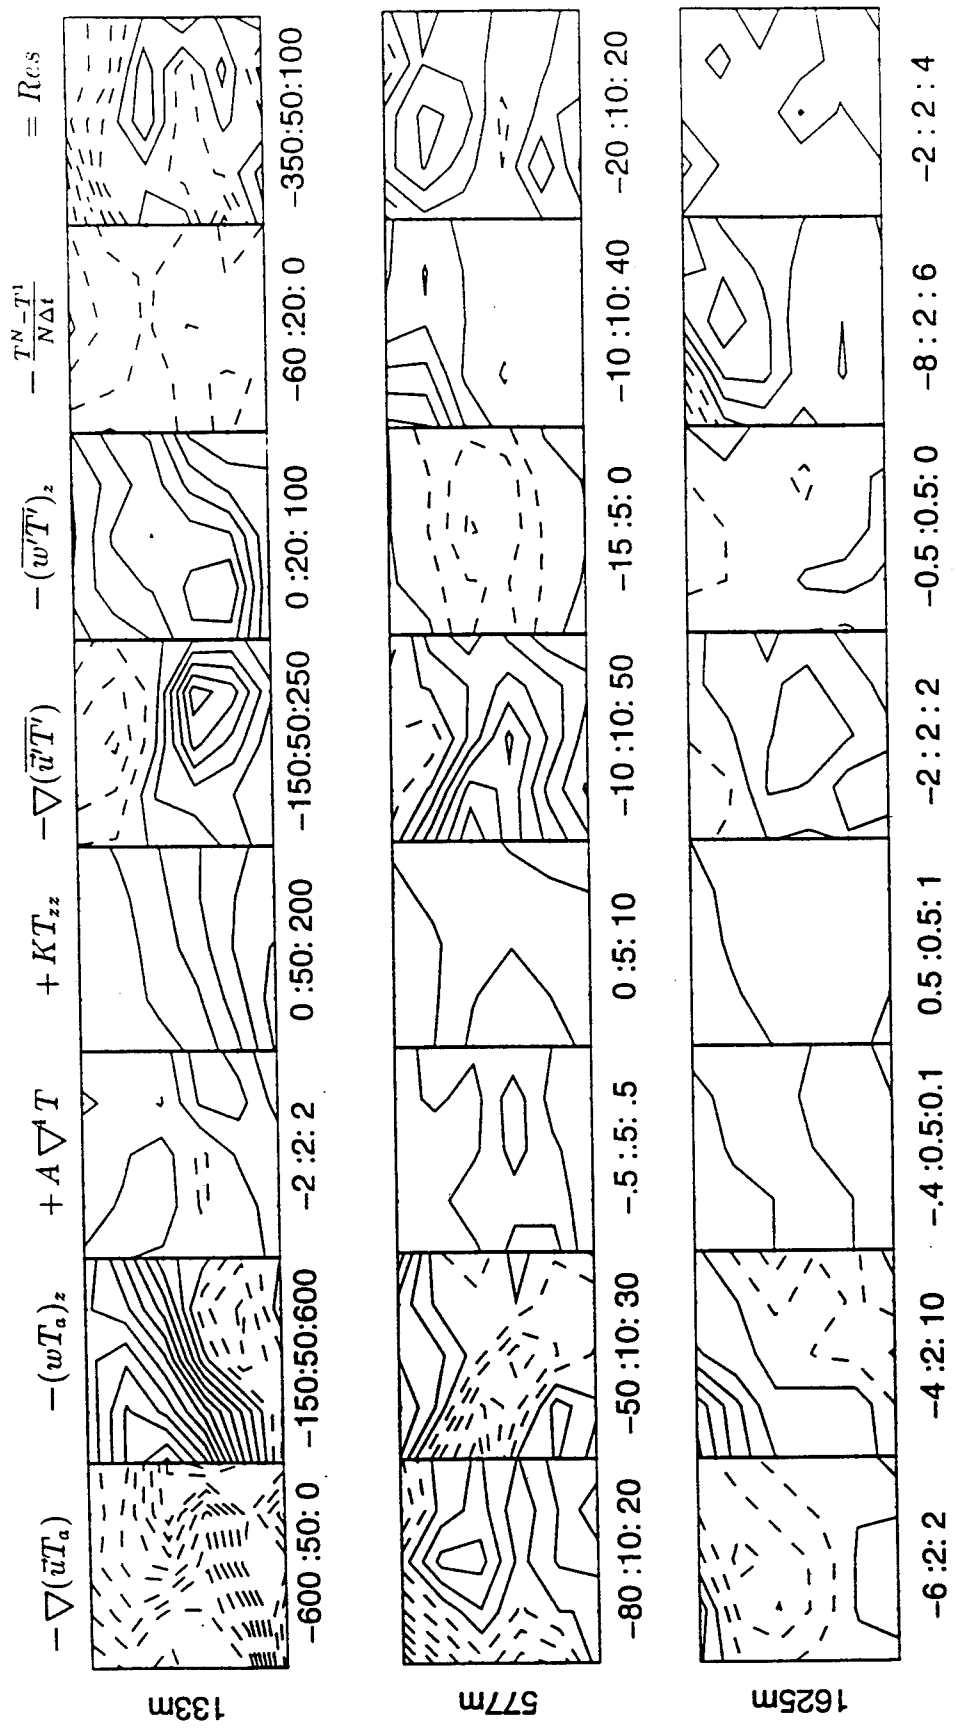 −∇(u⃗T_a) −(wT_a)_z +A∇⁴T +KT_zz −∇(\overline{u⃗'T'}) −(\overline{w'T'})_z −\frac{T^N−T^1}{NΔt} = Res
133m
−600 :50: 0 −150:50:600 −2 :2: 2 0 :50: 200 −150:50:250 0 :20: 100 −60 :20: 0 −350:50:100
577m
−80 :10: 20 −50 :10: 30 −.5 :.5: .5 0 :5: 10 −10 :10: 50 −15 :5: 0 −10 :10: 40 −20 :10: 20
1625m
−6 :2: 2 −4 :2: 10 −.4 :0.5:0.1 0.5 :0.5: 1 −2 : 2 : 2 −0.5 :0.5: 0 −8 : 2 : 6 −2 : 2 : 4